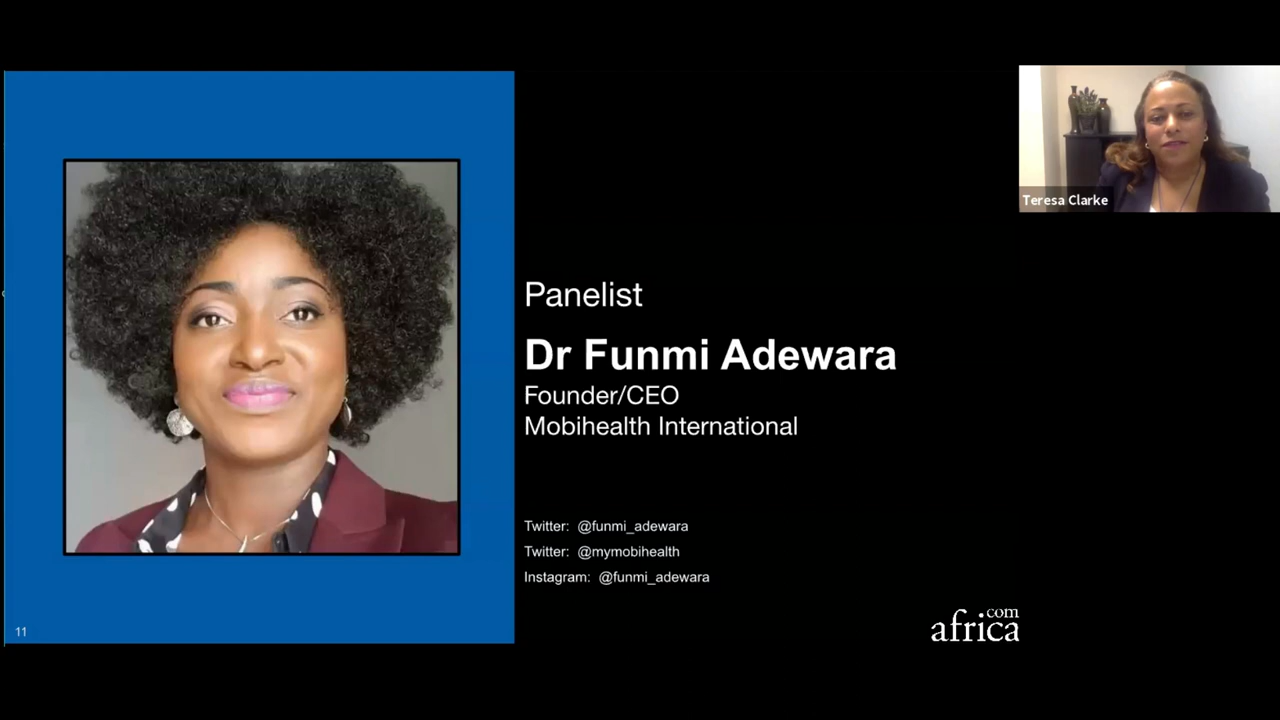 Teresa Clarke
Panelist
Dr Funmi Adewara
Founder/CEO
Mobihealth International
Twitter: @funmi_adewara
Twitter: @mymobihealth
Instagram: @funmi_adewara
11
com
africa